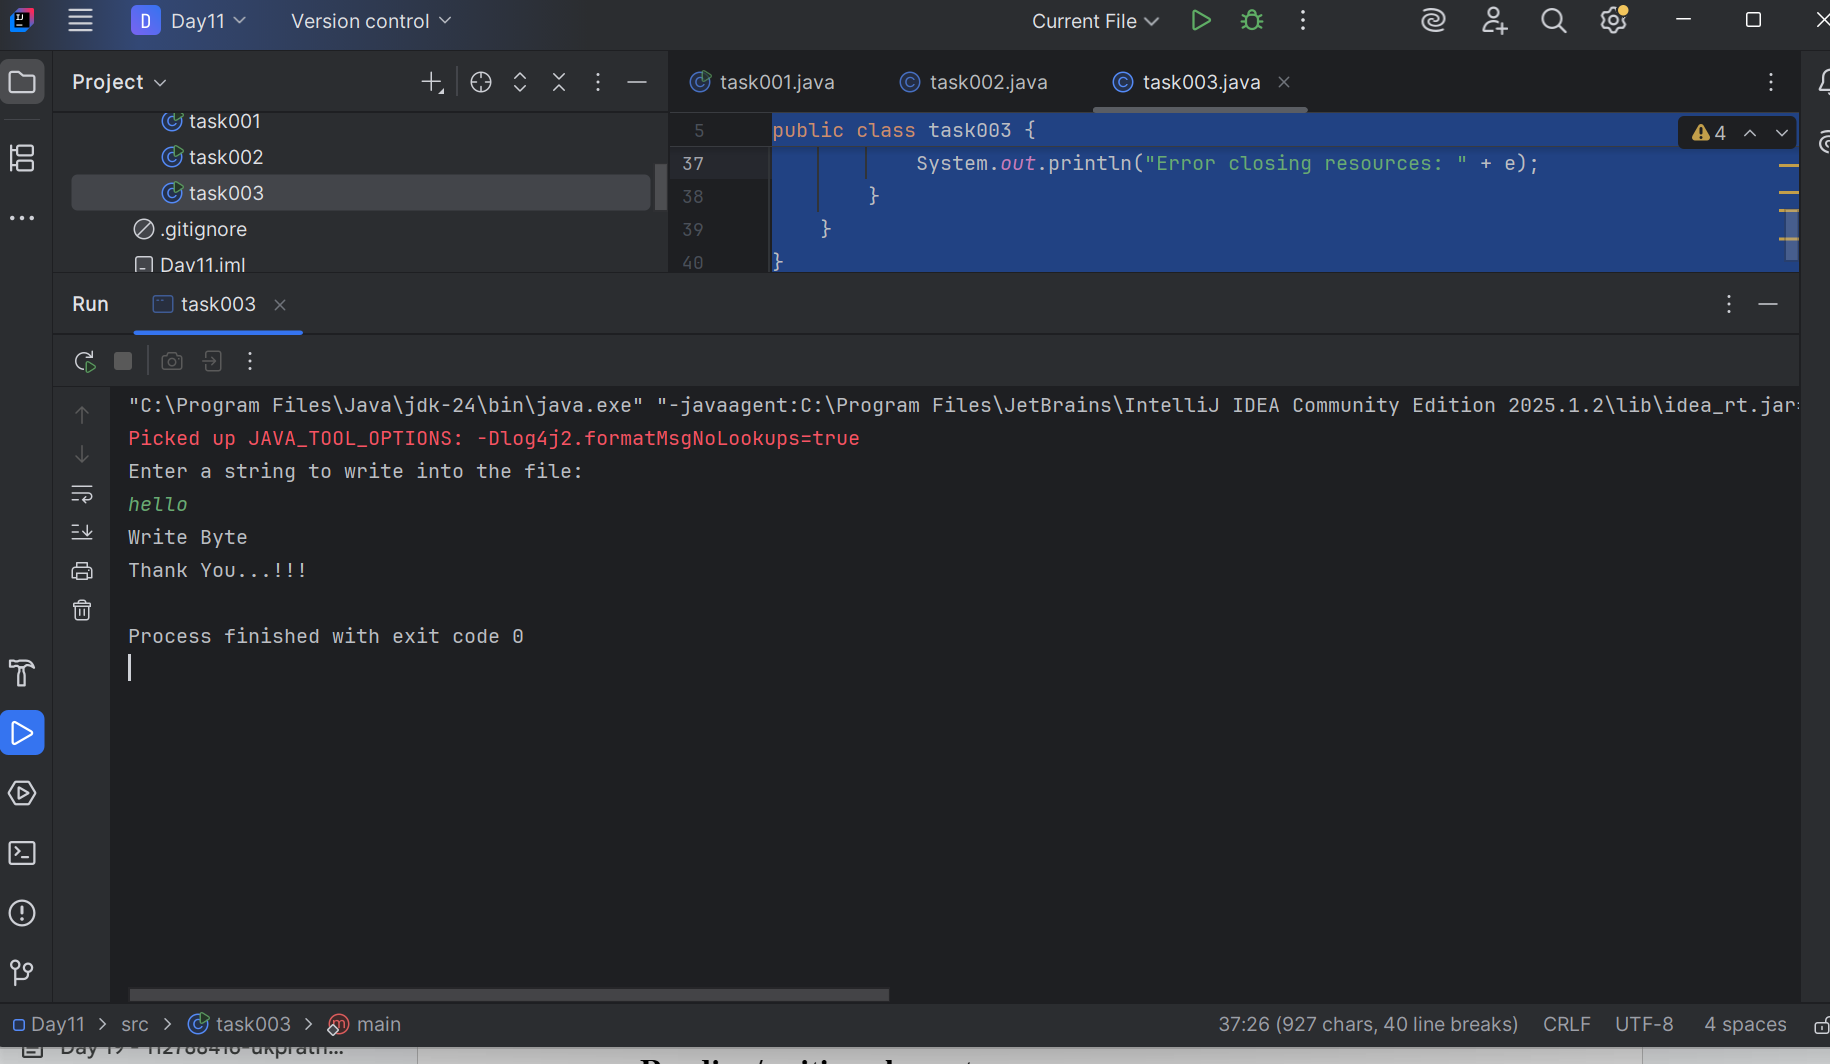 D Day11 Version control Current File
Project
task001.java task002.java task003.java
task001
task002
task003
.gitignore
Day11.iml
5 public class task003 {
4
37 System.out.println("Error closing resources: " + e);
38 }
39 }
40 }
Run task003
"C:\Program Files\Java\jdk-24\bin\java.exe" "-javaagent:C:\Program Files\JetBrains\IntelliJ IDEA Community Edition 2025.1.2\lib\idea_rt.jar
Picked up JAVA_TOOL_OPTIONS: -Dlog4j2.formatMsgNoLookups=true
Enter a string to write into the file:
hello
Write Byte
Thank You...!!!
Process finished with exit code 0
Day11 > src > task003 > main
37:26 (927 chars, 40 line breaks) CRLF UTF-8 4 spaces